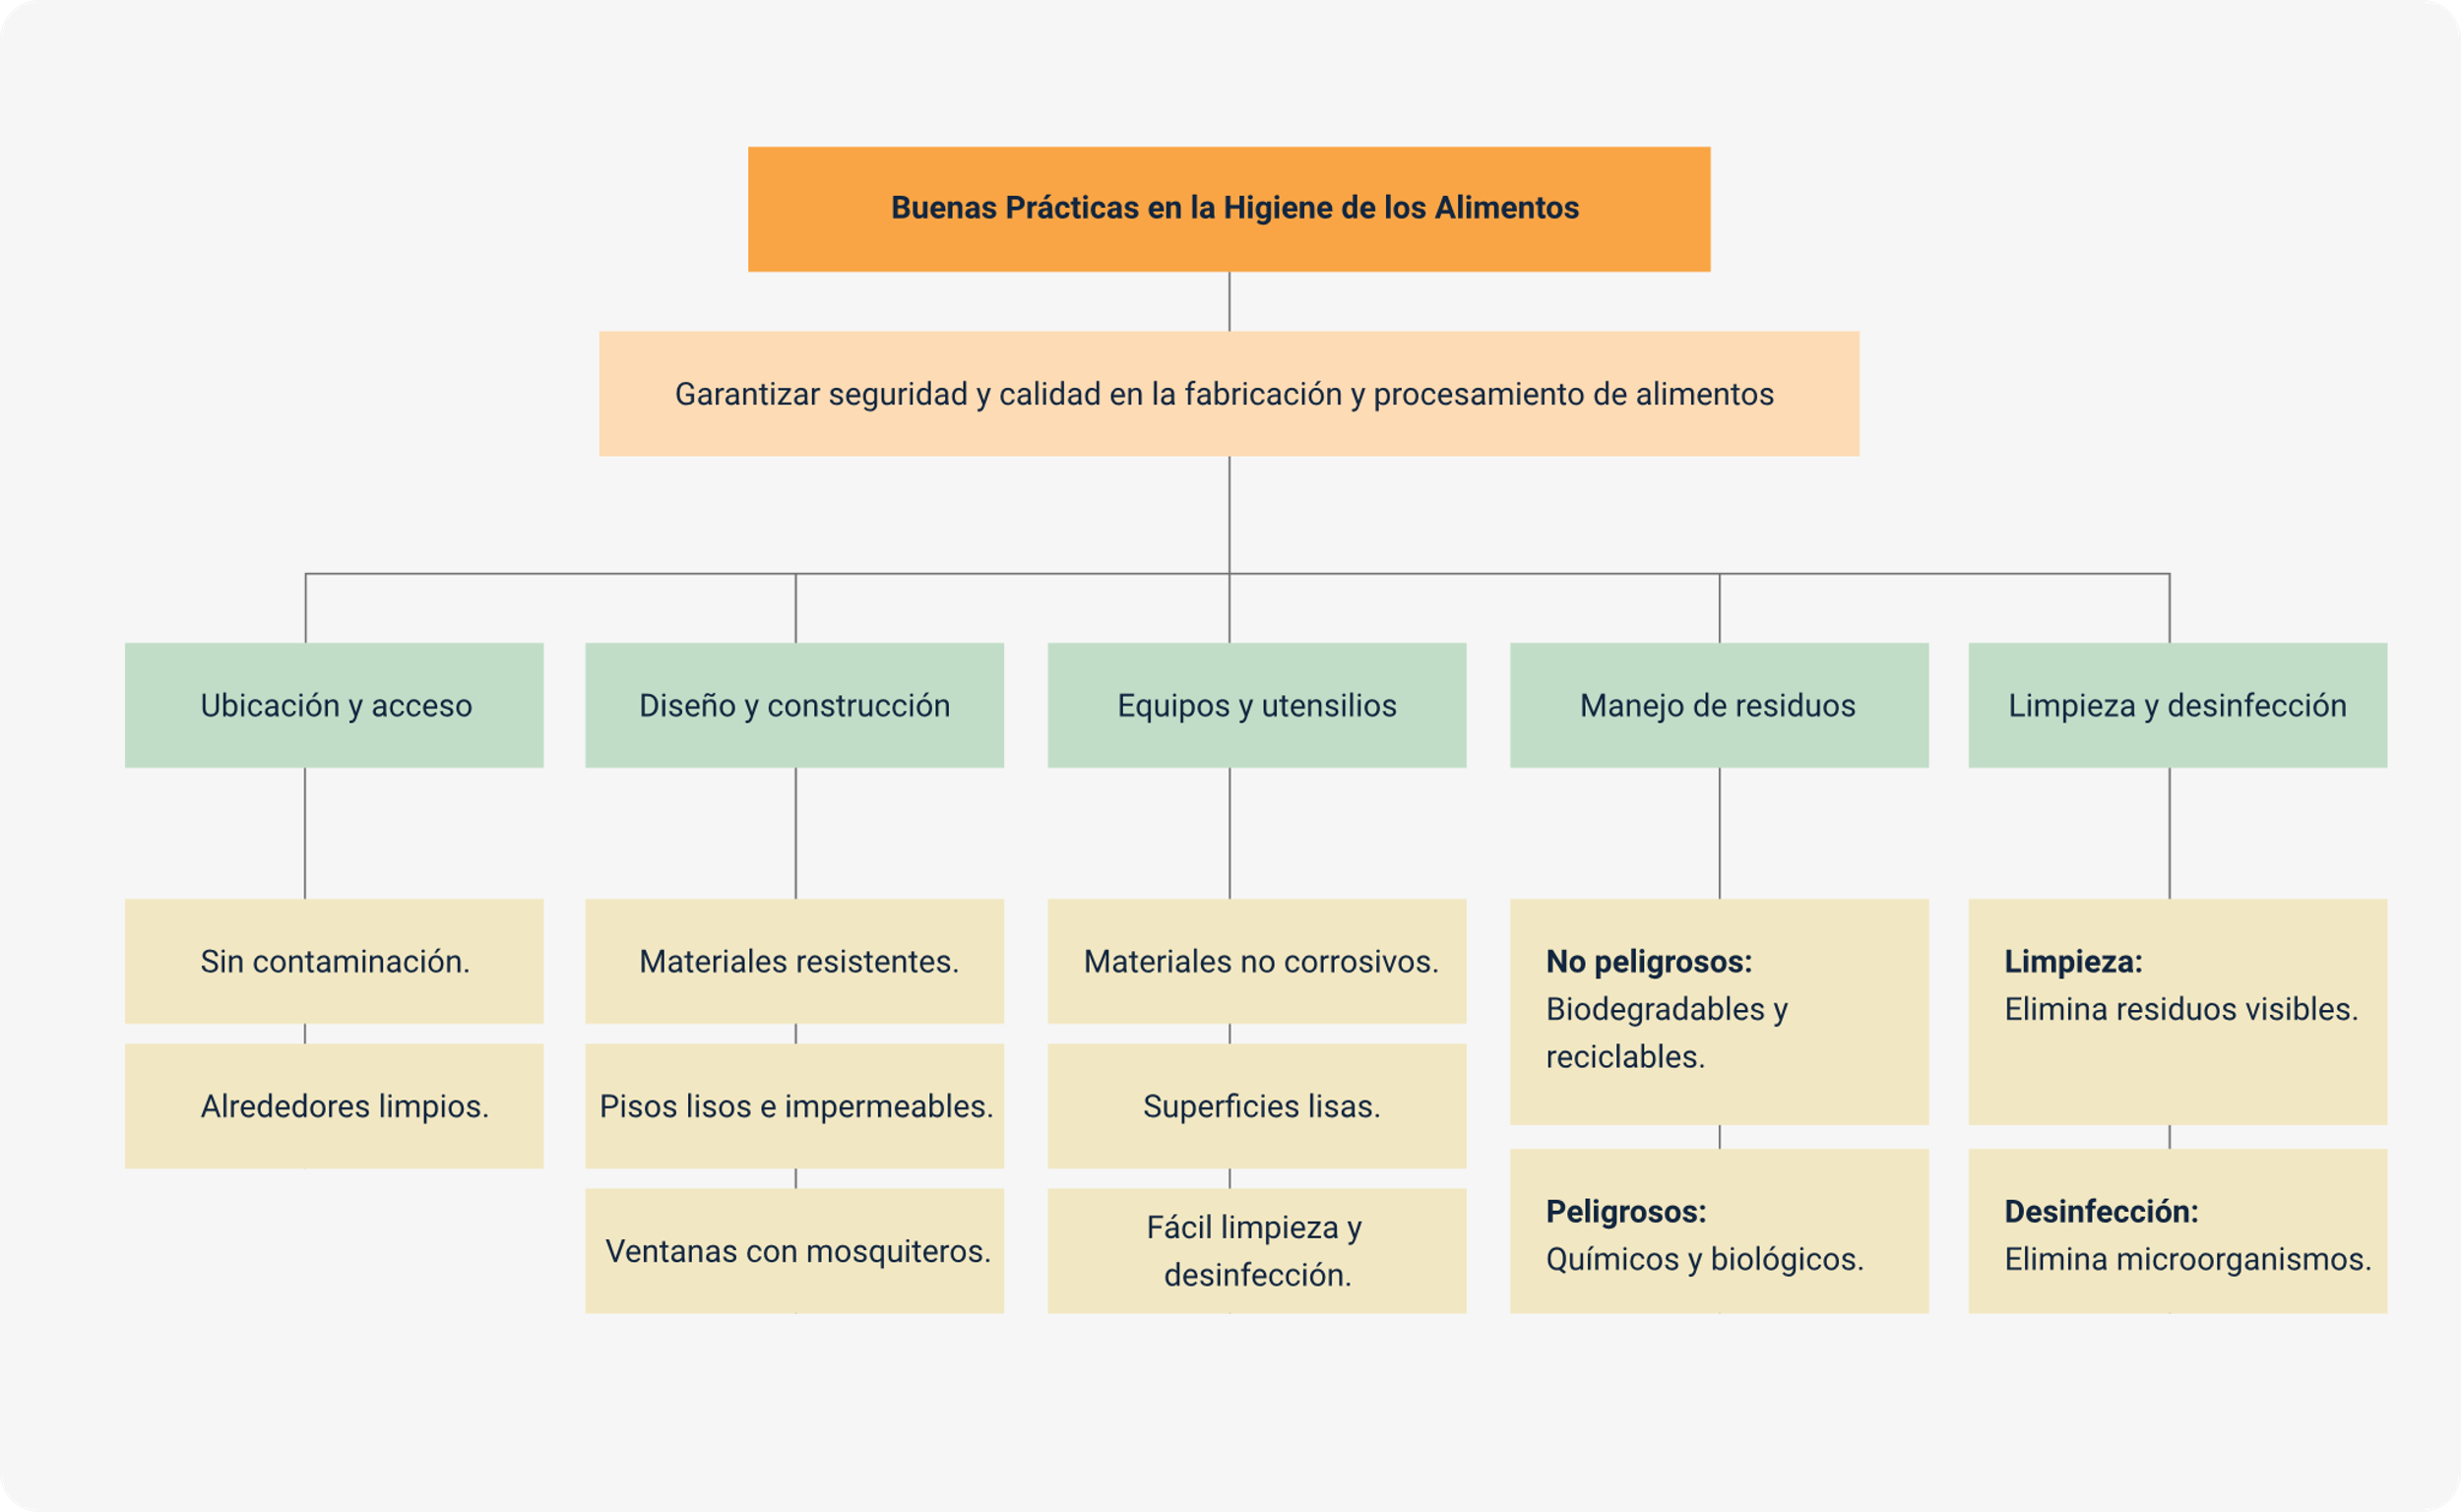 Buenas Prácticas en la Higiene de los Alimentos
Garantizar seguridad y calidad en la fabricación y procesamiento de alimentos
Ubicación y acceso
Sin contaminación.
Alrededores limpios.
Diseño y construcción
Materiales resistentes.
Pisos lisos e impermeables.
Ventanas con mosquiteros.
Equipos y utensilios
Materiales no corrosivos.
Superficies lisas.
Fácil limpieza y
desinfección.
Manejo de residuos
No peligrosos:
Biodegradables y
reciclables.
Peligrosos:
Químicos y biológicos.
Limpieza y desinfección
Limpieza:
Elimina residuos visibles.
Desinfección:
Elimina microorganismos.